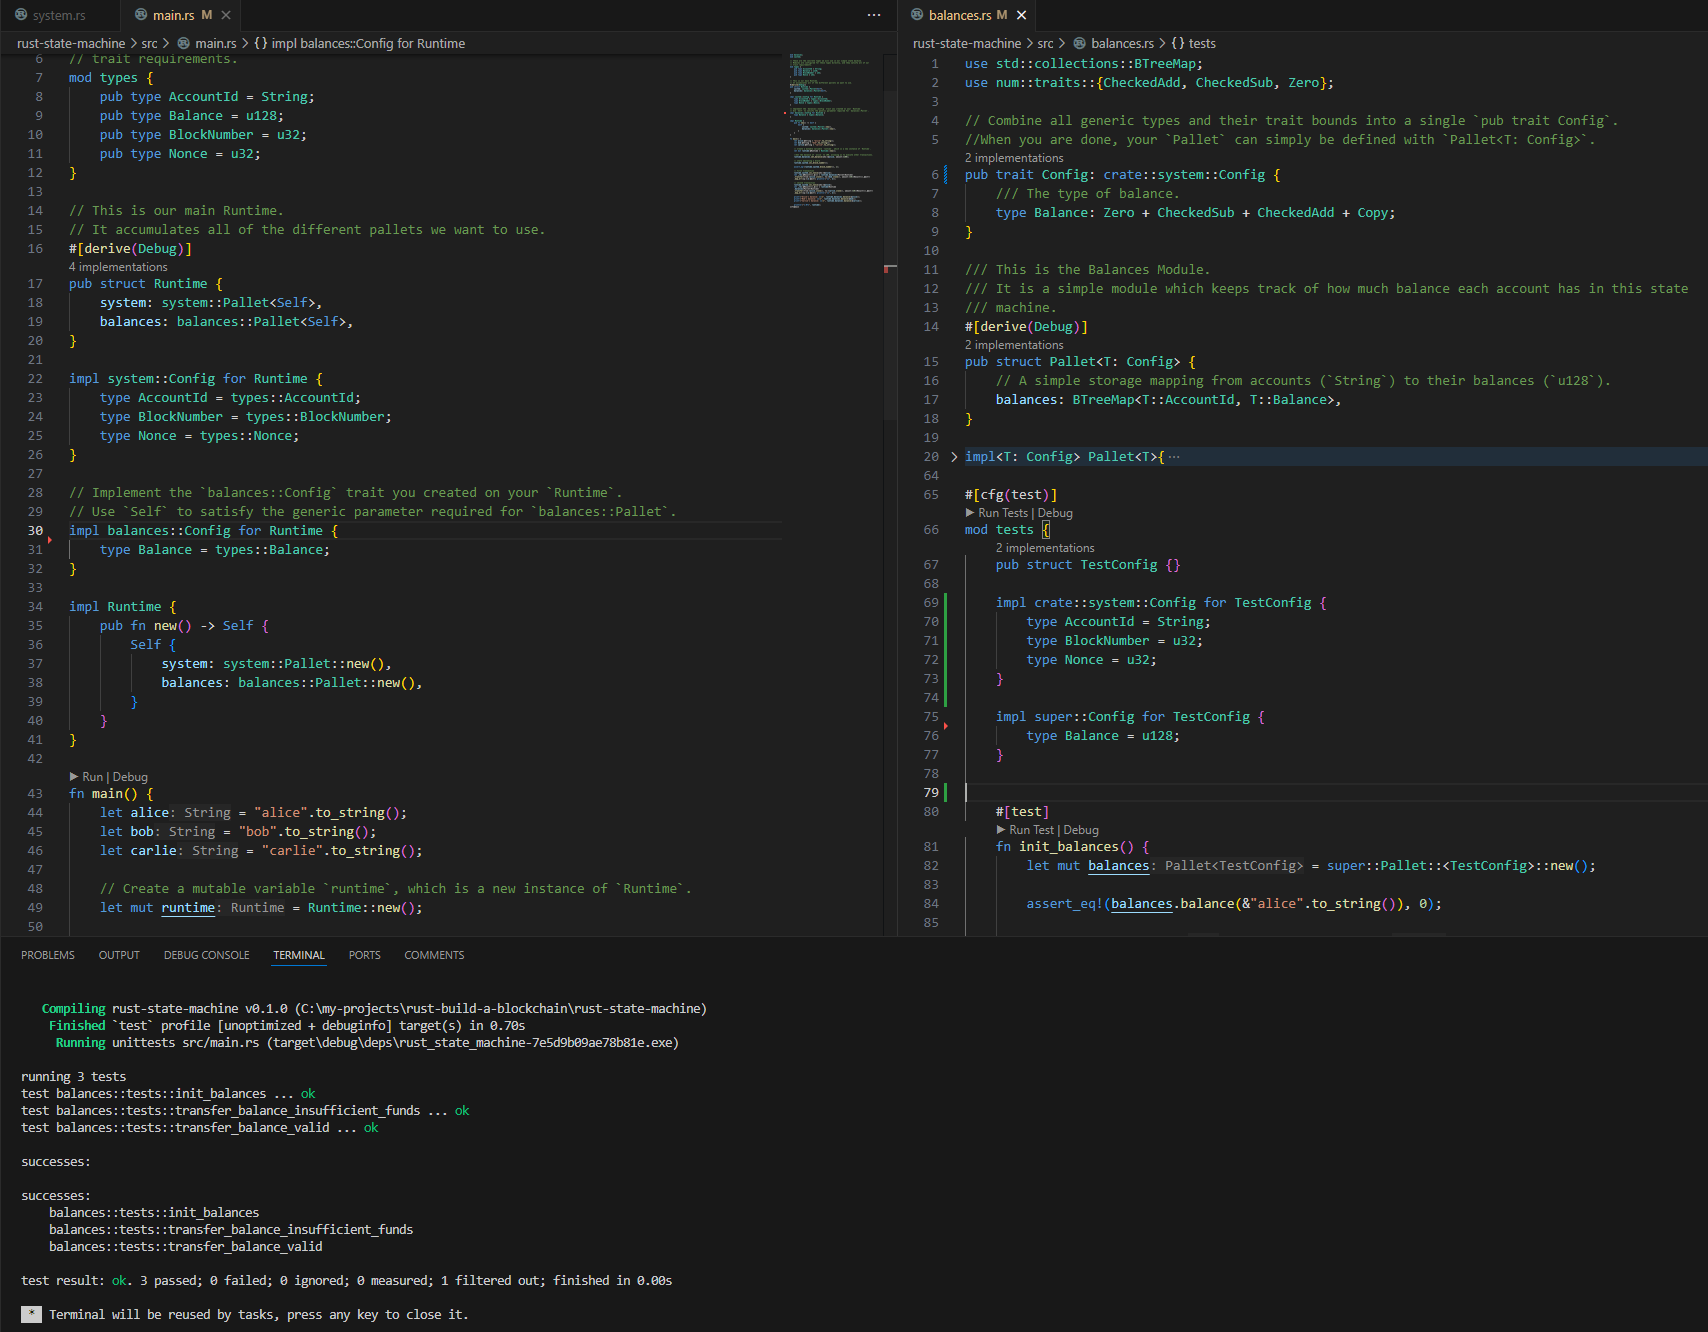 system.rs
main.rs M
rust-state-machine > src > main.rs > {} impl balances::Config for Runtime
6 // trait requirements.
7 mod types {
8 pub type AccountId = String;
9 pub type Balance = u128;
10 pub type BlockNumber = u32;
11 pub type Nonce = u32;
12 }
13
14 // This is our main Runtime.
15 // It accumulates all of the different pallets we want to use.
16 #[derive(Debug)]
4 implementations
17 pub struct Runtime {
18 system: system::Pallet<Self>,
19 balances: balances::Pallet<Self>,
20 }
21
22 impl system::Config for Runtime {
23 type AccountId = types::AccountId;
24 type BlockNumber = types::BlockNumber;
25 type Nonce = types::Nonce;
26 }
27
28 // Implement the `balances::Config` trait you created on your `Runtime`.
29 // Use `Self` to satisfy the generic parameter required for `balances::Pallet`.
30 impl balances::Config for Runtime {
31 type Balance = types::Balance;
32 }
33
34 impl Runtime {
35 pub fn new() -> Self {
36 Self {
37 system: system::Pallet::new(),
38 balances: balances::Pallet::new(),
39 }
40 }
41 }
42
Run | Debug
43 fn main() {
44 let alice: String = "alice".to_string();
45 let bob: String = "bob".to_string();
46 let carlie: String = "carlie".to_string();
47
48 // Create a mutable variable `runtime`, which is a new instance of `Runtime`.
49 let mut runtime: Runtime = Runtime::new();
50
balances.rs M
rust-state-machine > src > balances.rs > {} tests
1 use std::collections::BTreeMap;
2 use num::traits::{CheckedAdd, CheckedSub, Zero};
3
4 // Combine all generic types and their trait bounds into a single `pub trait Config`.
5 //When you are done, your `Pallet` can simply be defined with `Pallet<T: Config>`.
2 implementations
6 pub trait Config: crate::system::Config {
7 /// The type of balance.
8 type Balance: Zero + CheckedSub + CheckedAdd + Copy;
9 }
10
11 /// This is the Balances Module.
12 /// It is a simple module which keeps track of how much balance each account has in this state
13 /// machine.
14 #[derive(Debug)]
2 implementations
15 pub struct Pallet<T: Config> {
16 // A simple storage mapping from accounts (`String`) to their balances (`u128`).
17 balances: BTreeMap<T::AccountId, T::Balance>,
18 }
19
20 impl<T: Config> Pallet<T>{ ···
64
65 #[cfg(test)]
Run Tests | Debug
66 mod tests {
2 implementations
67 pub struct TestConfig {}
68
69 impl crate::system::Config for TestConfig {
70 type AccountId = String;
71 type BlockNumber = u32;
72 type Nonce = u32;
73 }
74
75 impl super::Config for TestConfig {
76 type Balance = u128;
77 }
78
79
80 #[test]
Run Test | Debug
81 fn init_balances() {
82 let mut balances: Pallet<TestConfig> = super::Pallet::<TestConfig>::new();
83
84 assert_eq!(balances.balance(&"alice".to_string()), 0);
85
PROBLEMS OUTPUT DEBUG CONSOLE TERMINAL PORTS COMMENTS
Compiling rust-state-machine v0.1.0 (C:\my-projects\rust-build-a-blockchain\rust-state-machine)
Finished `test` profile [unoptimized + debuginfo] target(s) in 0.70s
Running unittests src/main.rs (target\debug\deps\rust_state_machine-7e5d9b09ae78b81e.exe)
running 3 tests
test balances::tests::init_balances ... ok
test balances::tests::transfer_balance_insufficient_funds ... ok
test balances::tests::transfer_balance_valid ... ok
successes:
successes:
balances::tests::init_balances
balances::tests::transfer_balance_insufficient_funds
balances::tests::transfer_balance_valid
test result: ok. 3 passed; 0 failed; 0 ignored; 0 measured; 1 filtered out; finished in 0.00s
* Terminal will be reused by tasks, press any key to close it.